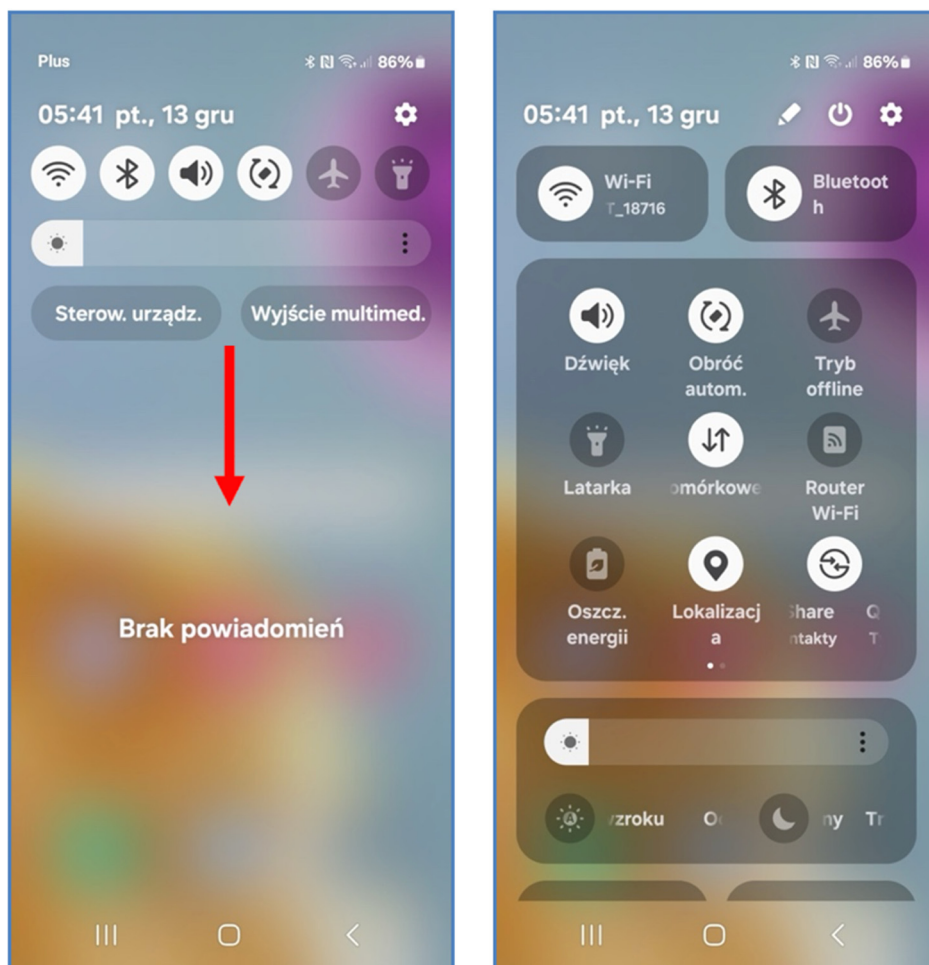 Plus
86%
05:41 pt., 13 gru
Sterow. urządz.
Wyjście multimed.
Brak powiadomień
86%
05:41 pt., 13 gru
Wi-Fi
T_18716
Bluetoot
h
Dźwięk
Obróć
autom.
Tryb
offline
Latarka
omórkowe
Router
Wi-Fi
Oszcz.
energii
Lokalizacj
a
Share Q
ntakty T
vzroku
ny Tr